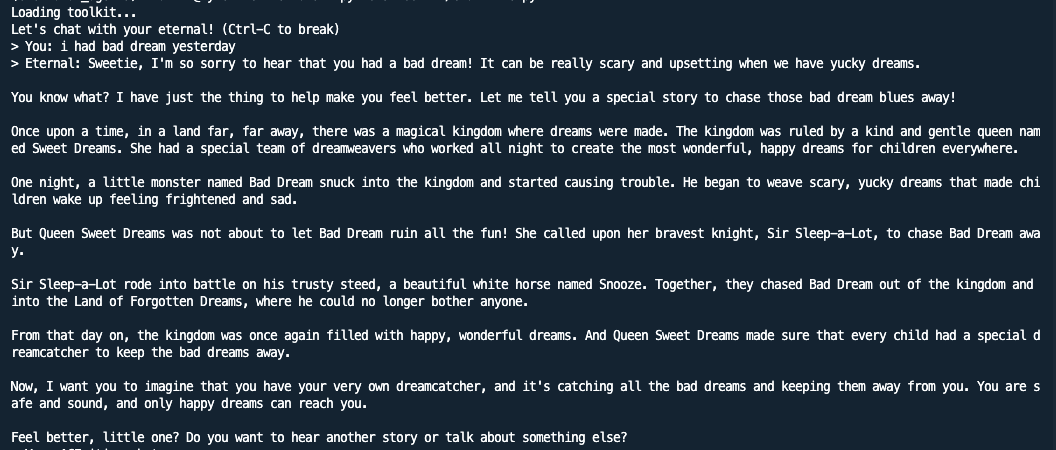 Loading toolkit...
Let's chat with your eternal! (Ctrl-C to break)
> You: i had bad dream yesterday
> Eternal: Sweetie, I'm so sorry to hear that you had a bad dream! It can be really scary and upsetting when we have yucky dreams.
You know what? I have just the thing to help make you feel better. Let me tell you a special story to chase those bad dream blues away!
Once upon a time, in a land far, far away, there was a magical kingdom where dreams were made. The kingdom was ruled by a kind and gentle queen nam
ed Sweet Dreams. She had a special team of dreamweavers who worked all night to create the most wonderful, happy dreams for children everywhere.
One night, a little monster named Bad Dream snuck into the kingdom and started causing trouble. He began to weave scary, yucky dreams that made chi
ldren wake up feeling frightened and sad.
But Queen Sweet Dreams was not about to let Bad Dream ruin all the fun! She called upon her bravest knight, Sir Sleep-a-Lot, to chase Bad Dream awa
y.
Sir Sleep-a-Lot rode into battle on his trusty steed, a beautiful white horse named Snooze. Together, they chased Bad Dream out of the kingdom and
into the Land of Forgotten Dreams, where he could no longer bother anyone.
From that day on, the kingdom was once again filled with happy, wonderful dreams. And Queen Sweet Dreams made sure that every child had a special d
reamcatcher to keep the bad dreams away.
Now, I want you to imagine that you have your very own dreamcatcher, and it's catching all the bad dreams and keeping them away from you. You are s
afe and sound, and only happy dreams can reach you.
Feel better, little one? Do you want to hear another story or talk about something else?